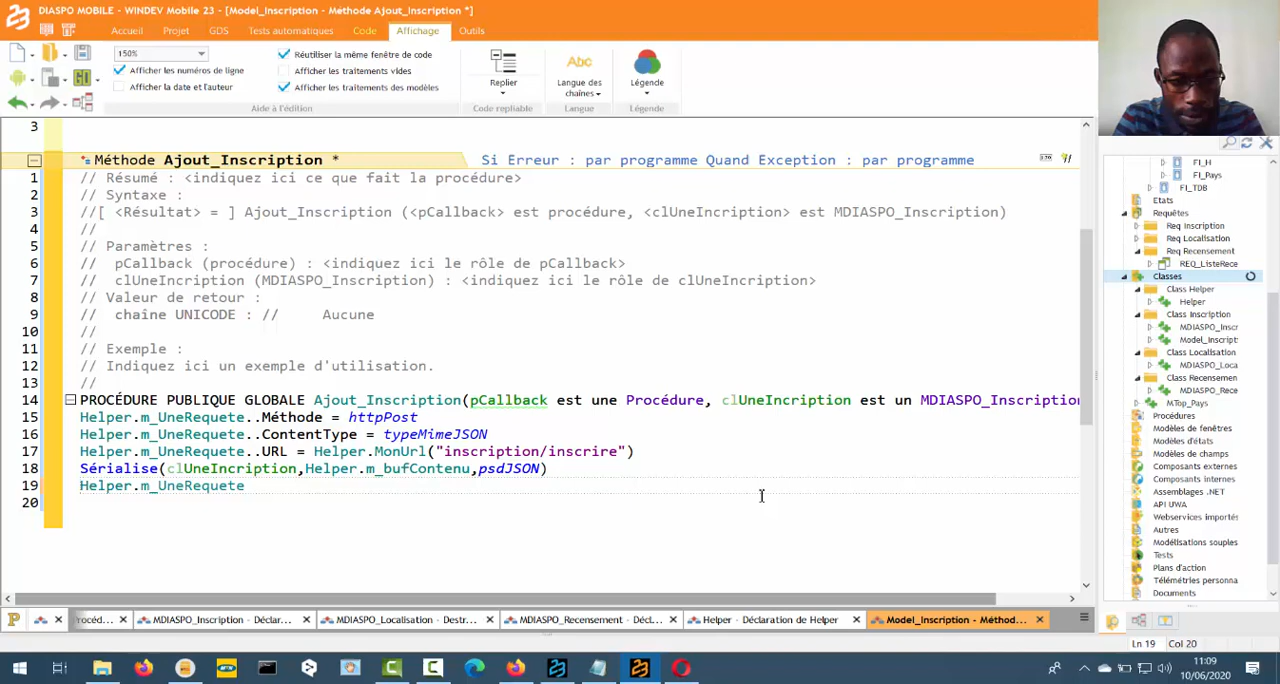 DIASPO MOBILE - WINDEV Mobile 23 - [Model_Inscription - Méthode Ajout_Inscription *]
Accueil Projet GDS Tests automatiques Code Affichage Outils
150%
Afficher les numéros de ligne
Afficher la date et l'auteur
Réutiliser la même fenêtre de code
Afficher les traitements vides
Afficher les traitements des modèles
Aide à l'édition
Replier
Code repliable
Abc
Langue des
chaînes
Langue
Légende
Légende
3
Méthode Ajout_Inscription * Si Erreur : par programme Quand Exception : par programme
1 // Résumé : <indiquez ici ce que fait la procédure>
2 // Syntaxe :
3 //[ <Résultat> = ] Ajout_Inscription (<pCallback> est procédure, <clUneIncription> est MDIASPO_Inscription)
4 //
5 // Paramètres :
6 // pCallback (procédure) : <indiquez ici le rôle de pCallback>
7 // clUneIncription (MDIASPO_Inscription) : <indiquez ici le rôle de clUneIncription>
8 // Valeur de retour :
9 // chaîne UNICODE : // Aucune
10 //
11 // Exemple :
12 // Indiquez ici un exemple d'utilisation.
13 //
14 PROCÉDURE PUBLIQUE GLOBALE Ajout_Inscription(pCallback est une Procédure, clUneIncription est un MDIASPO_Inscription
15 Helper.m_UneRequete..Méthode = httpPost
16 Helper.m_UneRequete..ContentType = typeMimeJSON
17 Helper.m_UneRequete..URL = Helper.MonUrl("inscription/inscrire")
18 Sérialise(clUneIncription,Helper.m_bufContenu,psdJSON)
19 Helper.m_UneRequete
20
FI_H
FI_Pays
FI_TDB
Etats
Requêtes
Req Inscription
Req Localisation
Req Recensement
REQ_ListeRece
Classes
Class Helper
Helper
Class Inscription
MDIASPO_Inscr
Model_Inscript
Class Localisation
MDIASPO_Loca
Class Recensemen
MDIASPO_Rece
MTop_Pays
Procédures
Modèles de fenêtres
Modèles d'états
Modèles de champs
Composants externes
Composants internes
Assemblages .NET
API UWA
Webservices importés
Autres
Modélisations souples
Tests
Plans d'action
Télémétries personna
Documents
rocéd... MDIASPO_Inscription - Déclar... MDIASPO_Localisation - Destr... MDIASPO_Recensement - Décl... Helper - Déclaration de Helper Model_Inscription - Méthod...
Ln 19 Col 20
11:09
10/06/2020